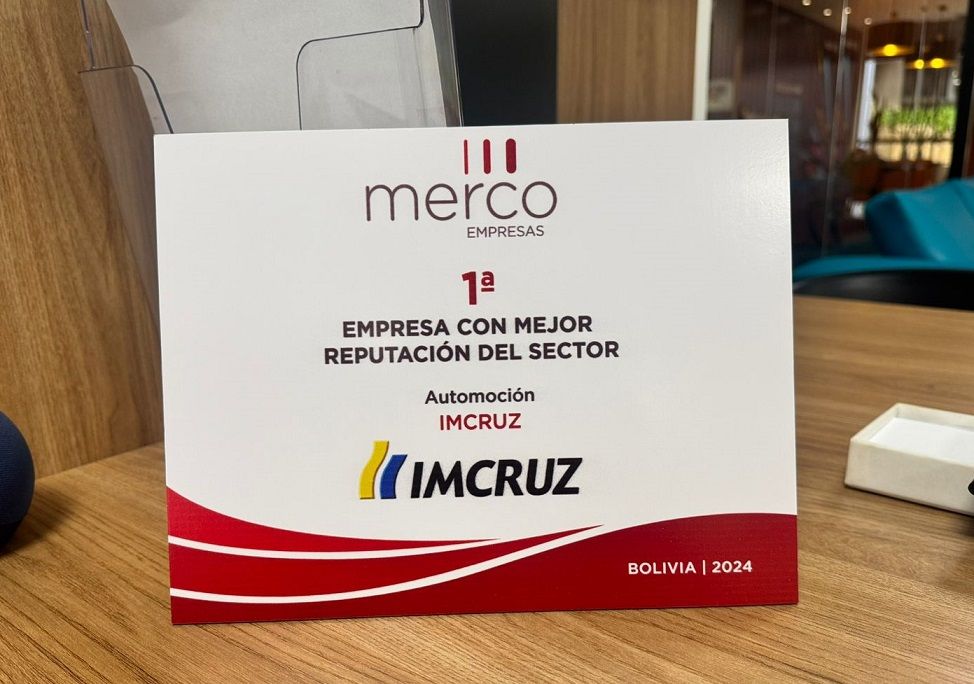 merco
EMPRESAS
1ª
EMPRESA CON MEJOR
REPUTACIÓN DEL SECTOR
Automoción
IMCRUZ
IMCRUZ
BOLIVIA | 2024